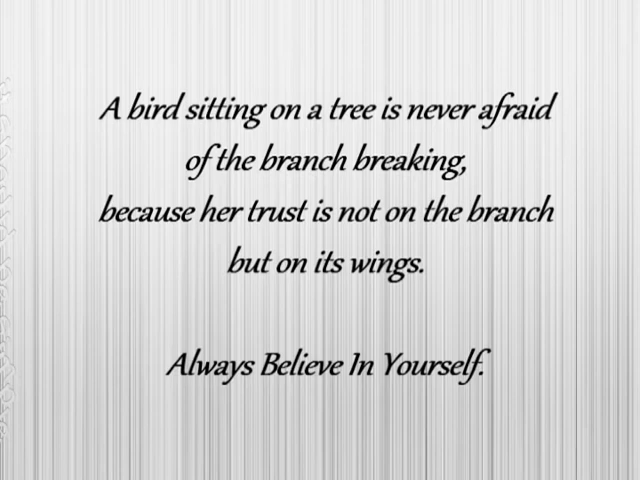 A bird sitting on a tree is never afraid
of the branch breaking,
because her trust is not on the branch
but on its wings.
Always Believe In Yourself.